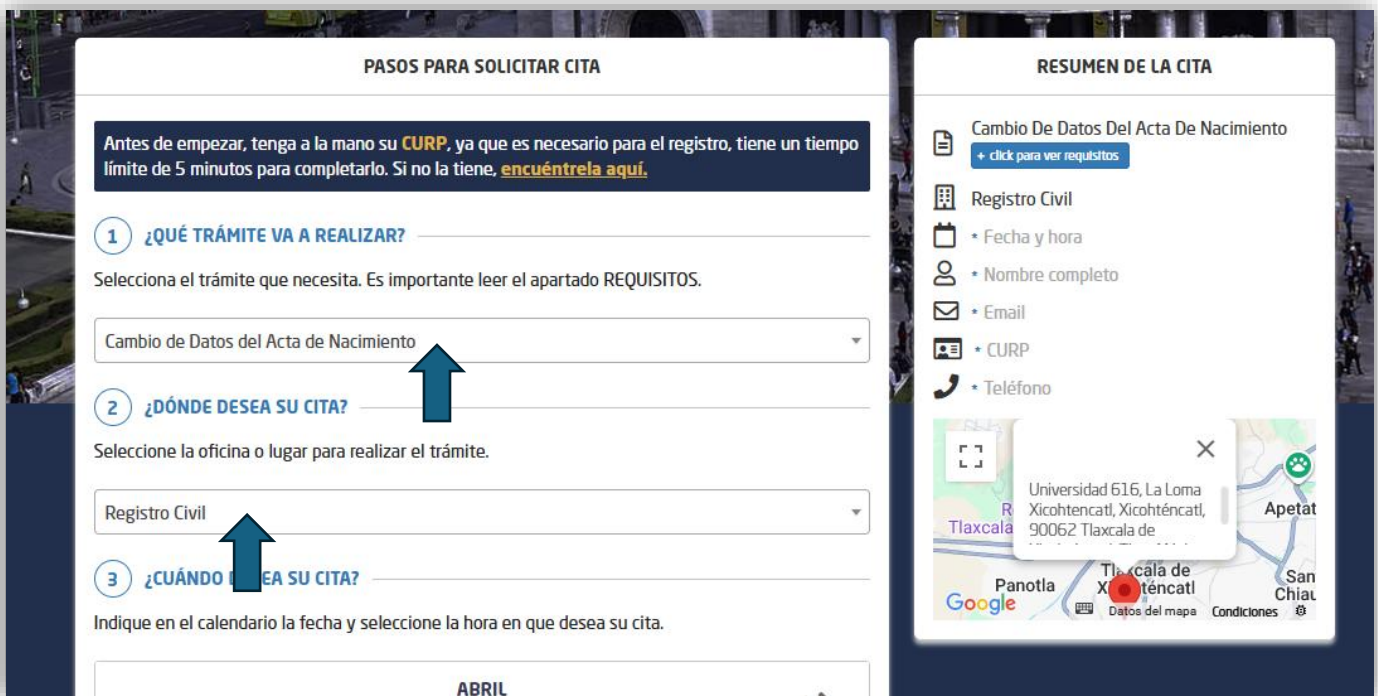 PASOS PARA SOLICITAR CITA
Antes de empezar, tenga a la mano su CURP, ya que es necesario para el registro, tiene un tiempo
límite de 5 minutos para completarlo. Si no la tiene, encuéntrela aquí.
1 ¿QUÉ TRÁMITE VA A REALIZAR?
Selecciona el trámite que necesita. Es importante leer el apartado REQUISITOS.
Cambio de Datos del Acta de Nacimiento
2 ¿DÓNDE DESEA SU CITA?
Seleccione la oficina o lugar para realizar el trámite.
Registro Civil
3 ¿CUÁNDO EA SU CITA?
Indique en el calendario la fecha y seleccione la hora en que desea su cita.
ABRIL
RESUMEN DE LA CITA
Cambio De Datos Del Acta De Nacimiento
+ click para ver requisitos
Registro Civil
* Fecha y hora
* Nombre completo
* Email
* CURP
* Teléfono
Universidad 616, La Loma
Xicohtencatl, Xicohténcatl,
90062 Tlaxcala de
Tlaxcala
Apetat
Panotla
San
Chiau
Google
Datos del mapa Condiciones